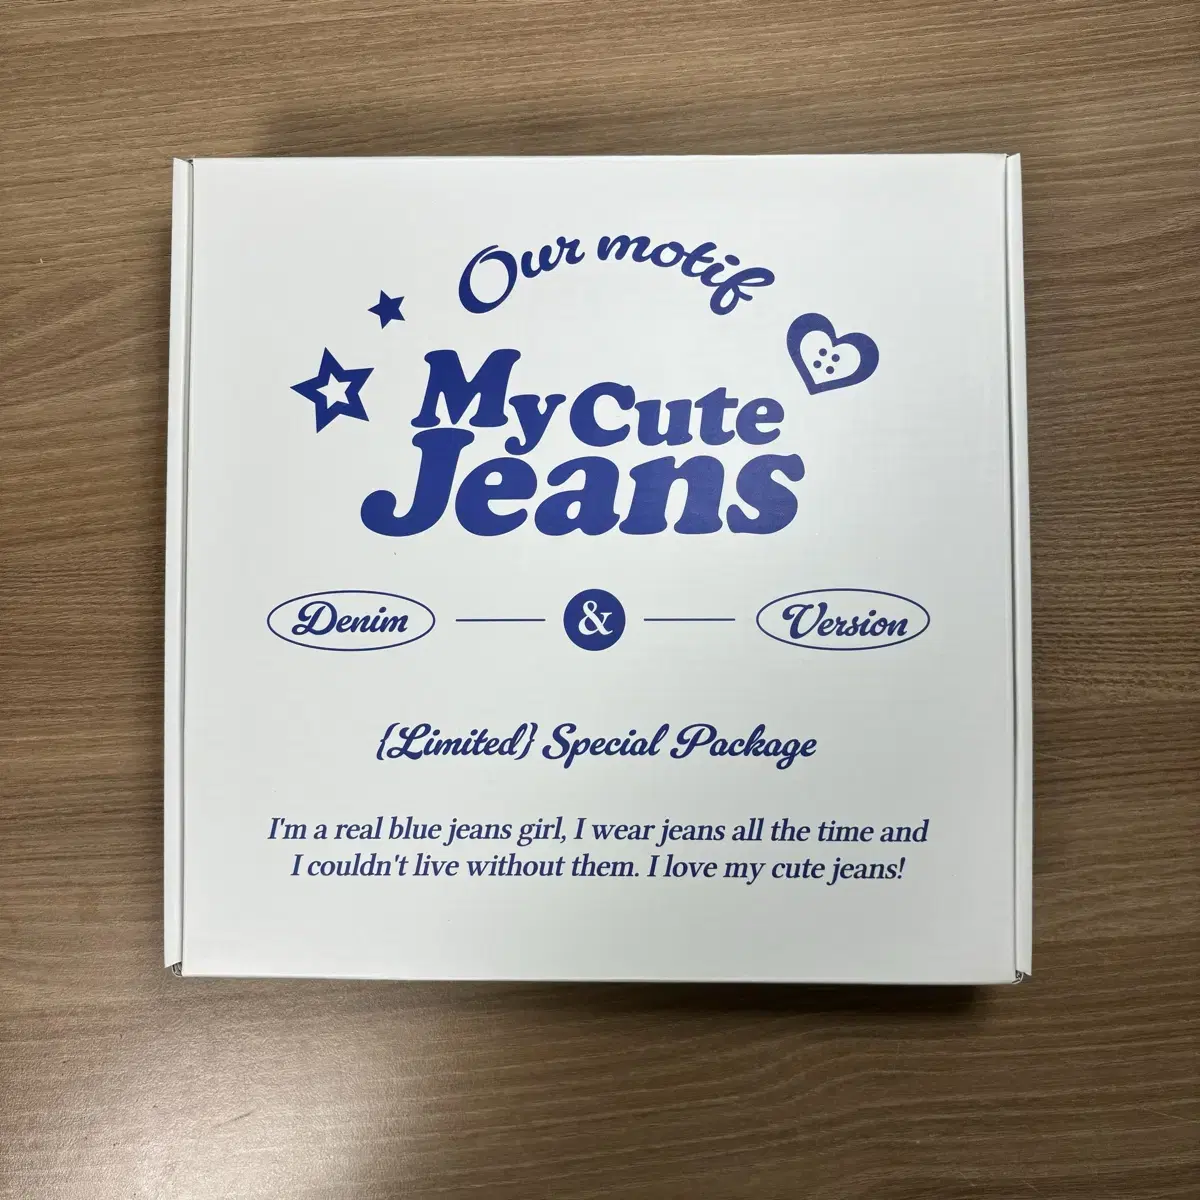 Our motif
My Cute
Jeans
Denim & Version
{Limited} Special Package
I'm a real blue jeans girl, I wear jeans all the time and
I couldn't live without them. I love my cute jeans!